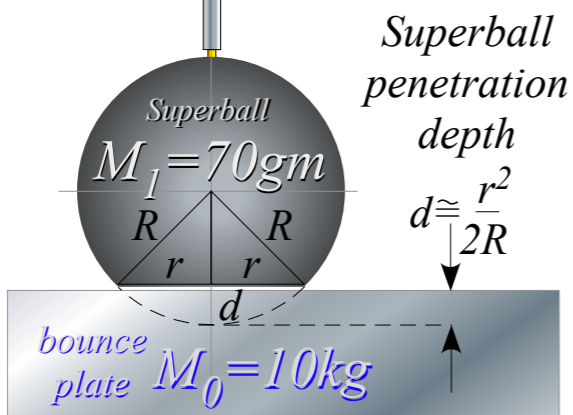 Superball
penetration
depth
d≅r²/2R
Superball
M₁=70gm
R R
r r
d
bounce
plate M₀=10kg